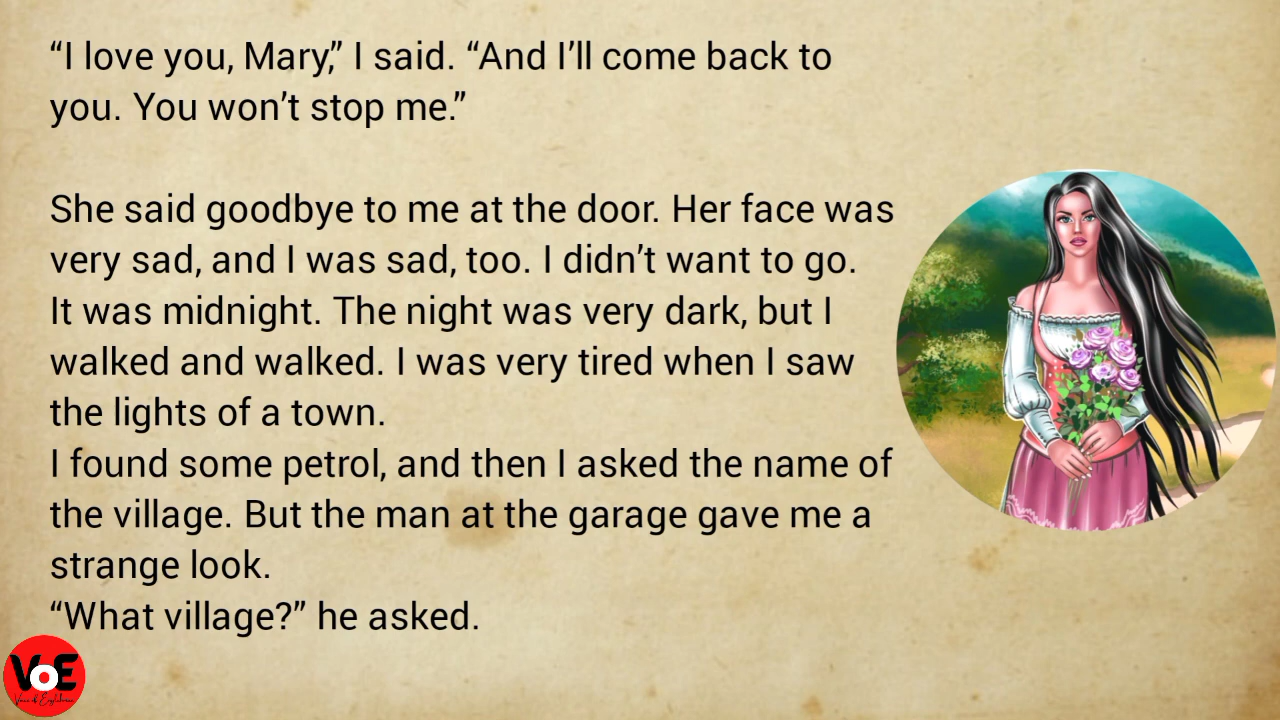 “I love you, Mary,” I said. “And I’ll come back to
you. You won’t stop me.”
She said goodbye to me at the door. Her face was
very sad, and I was sad, too. I didn’t want to go.
It was midnight. The night was very dark, but I
walked and walked. I was very tired when I saw
the lights of a town.
I found some petrol, and then I asked the name of
the village. But the man at the garage gave me a
strange look.
“What village?” he asked.
VOE